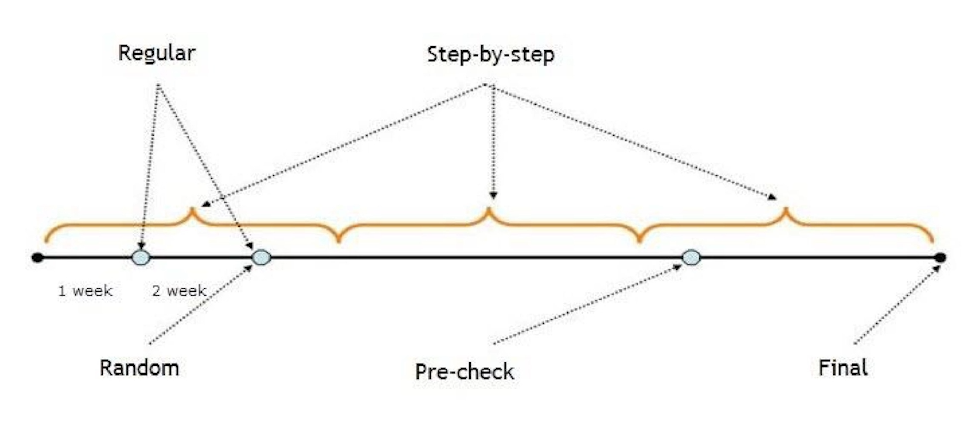 Regular
Step-by-step
1 week
2 week
Random
Pre-check
Final